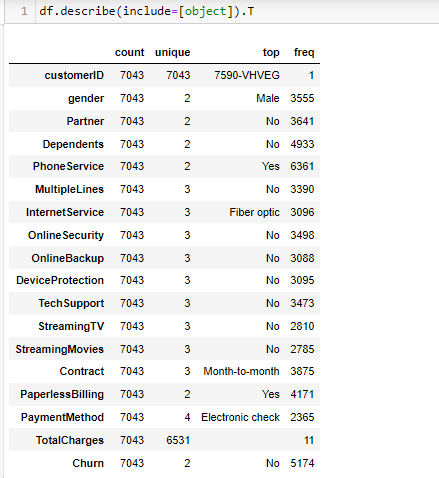 1 df.describe(include=[object]).T
count unique top freq
customerID 7043 7043 7590-VHVEG 1
gender 7043 2 Male 3555
Partner 7043 2 No 3641
Dependents 7043 2 No 4933
PhoneService 7043 2 Yes 6361
MultipleLines 7043 3 No 3390
InternetService 7043 3 Fiber optic 3096
OnlineSecurity 7043 3 No 3498
OnlineBackup 7043 3 No 3088
DeviceProtection 7043 3 No 3095
TechSupport 7043 3 No 3473
StreamingTV 7043 3 No 2810
StreamingMovies 7043 3 No 2785
Contract 7043 3 Month-to-month 3875
PaperlessBilling 7043 2 Yes 4171
PaymentMethod 7043 4 Electronic check 2365
TotalCharges 7043 6531 11
Churn 7043 2 No 5174